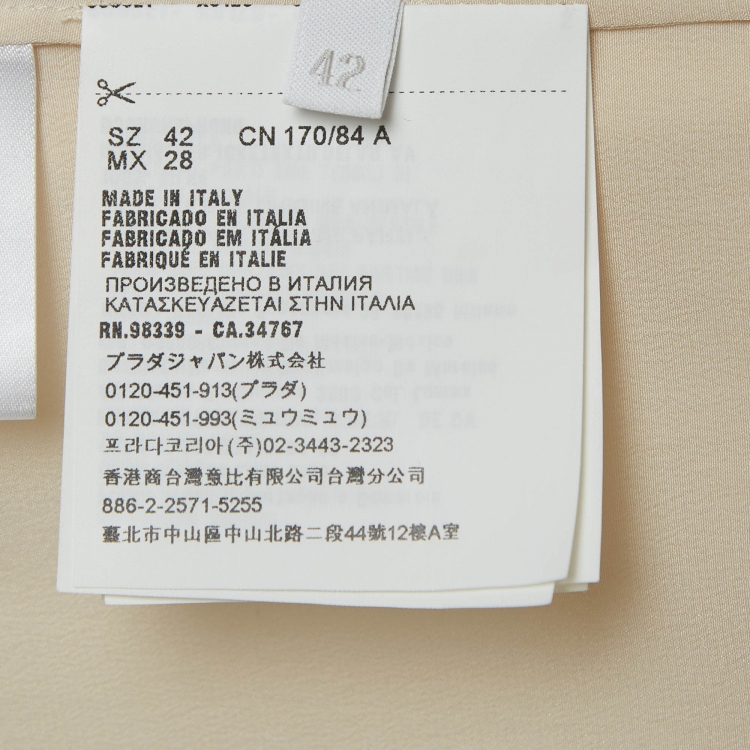 42
SZ 42 CN 170/84 A
MX 28
MADE IN ITALY
FABRICADO EN ITALIA
FABRICADO EM ITÁLIA
FABRIQUÉ EN ITALIE
ПРОИЗВЕДЕНО В ИТАЛИЯ
ΚΑΤΑΣΚΕΥΑΖΕΤΑΙ ΣΤΗΝ ΙΤΑΛΙΑ
RN.98339 - CA.34767
プラダジャパン株式会社
0120-451-913(プラダ)
0120-451-993(ミュウミュウ)
프라다코리아(주)02-3443-2323
香港商台灣意比有限公司台灣分公司
886-2-2571-5255
臺北市中山區中山北路二段44號12樓A室